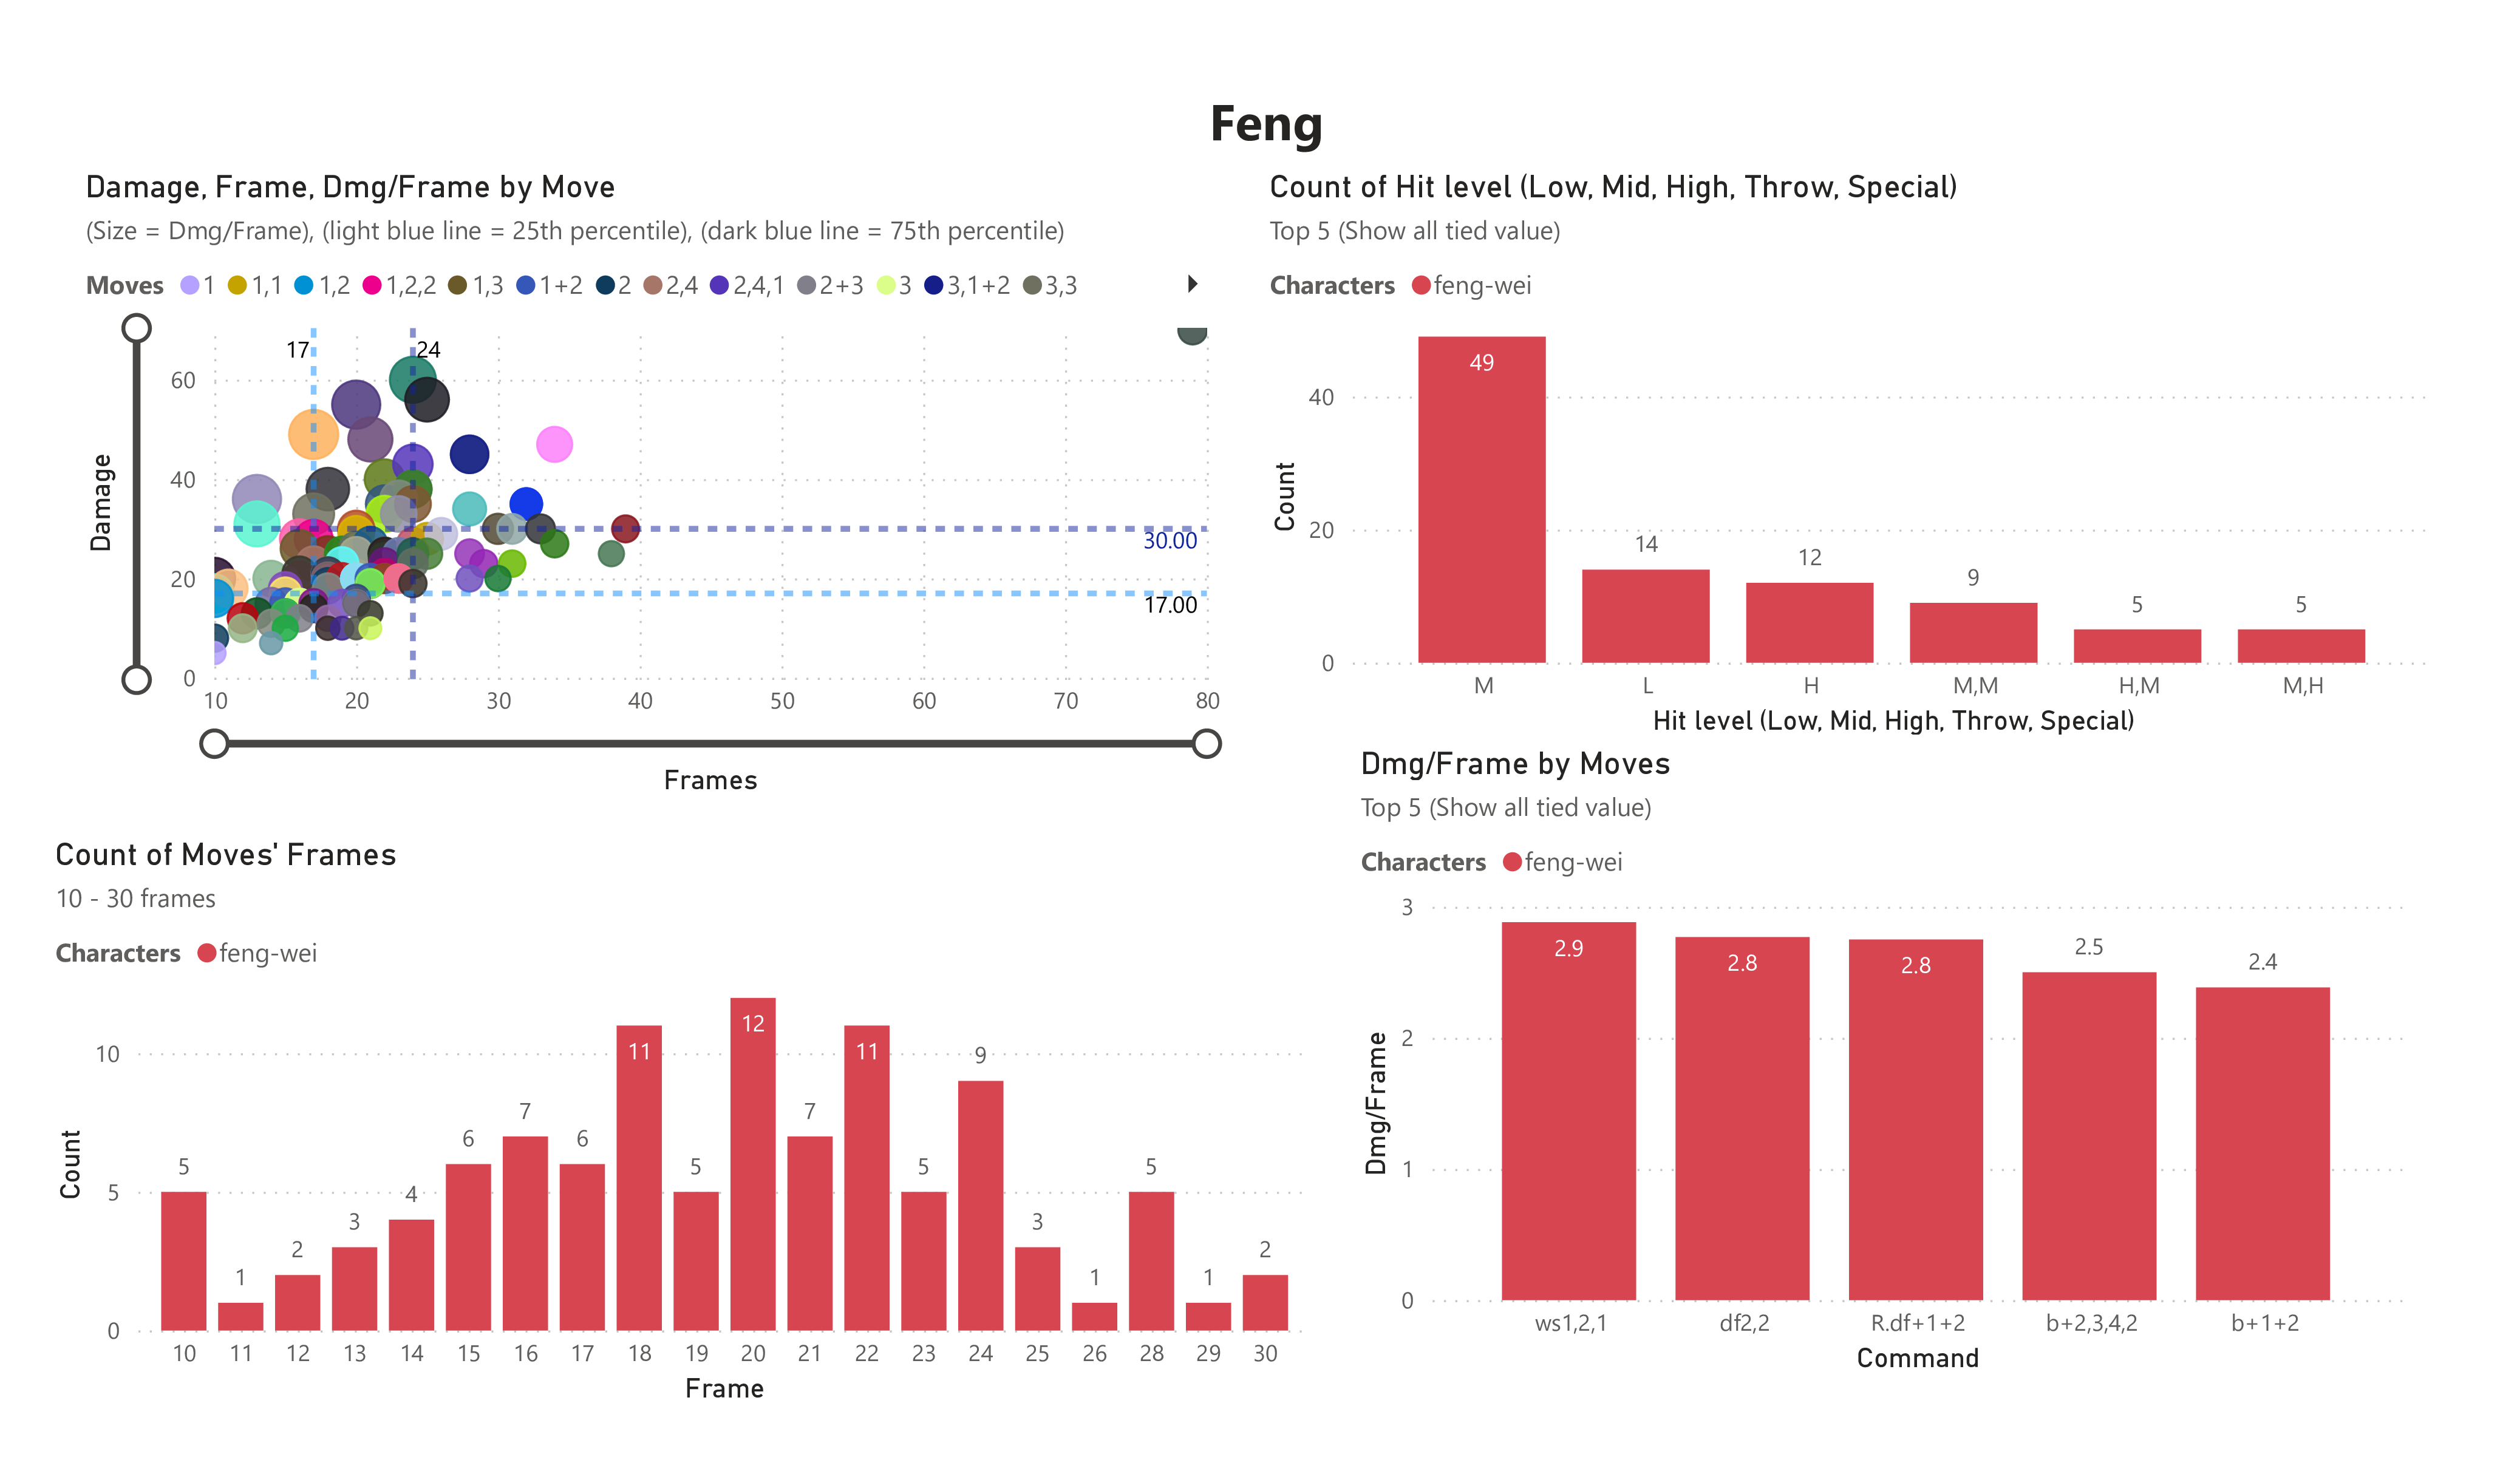 Feng
Damage, Frame, Dmg/Frame by Move
(Size = Dmg/Frame), (light blue line = 25th percentile), (dark blue line = 75th percentile)
Moves 1 1,1 1,2 1,2,2 1,3 1+2 2 2,4 2,4,1 2+3 3 3,1+2 3,3
17 24
60
40
30.00
20
17.00
0
10 20 30 40 50 60 70 80
Damage
Frames
Count of Hit level (Low, Mid, High, Throw, Special)
Top 5 (Show all tied value)
Characters feng-wei
49
40
20
14
12
9
5
5
0
M L H M,M H,M M,H
Count
Hit level (Low, Mid, High, Throw, Special)
Count of Moves' Frames
10 - 30 frames
Characters feng-wei
10
5
0
5 1 2 3 4 6 7 6 11 5 12 7 11 5 9 3 1 5 1 2
10 11 12 13 14 15 16 17 18 19 20 21 22 23 24 25 26 28 29 30
Count
Frame
Dmg/Frame by Moves
Top 5 (Show all tied value)
Characters feng-wei
3
2
1
0
2.9 2.8 2.8 2.5 2.4
ws1,2,1 df2,2 R.df+1+2 b+2,3,4,2 b+1+2
Dmg/Frame
Command